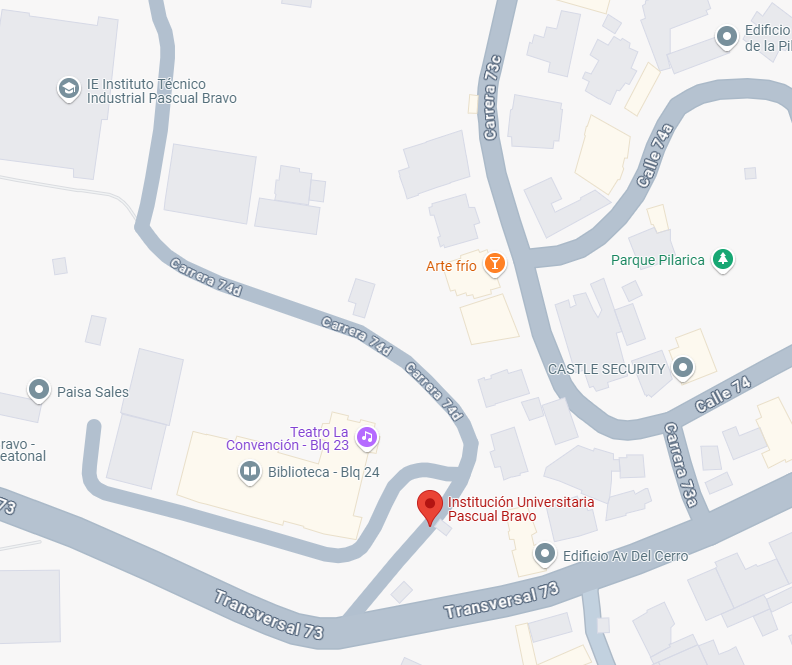 Edificio
de la Pil
IE Instituto Técnico
Industrial Pascual Bravo
Carrera 73c
Calle 74a
Arte frío
Parque Pilarica
Carrera 74d
Carrera 74d
Carrera 74d
CASTLE SECURITY
Calle 74
Paisa Sales
Teatro La
Convención - Blq 23
ravo -
eatonal
Biblioteca - Blq 24
Carrera 73a
73
Institución Universitaria
Pascual Bravo
Edificio Av Del Cerro
Transversal 73
Transversal 73